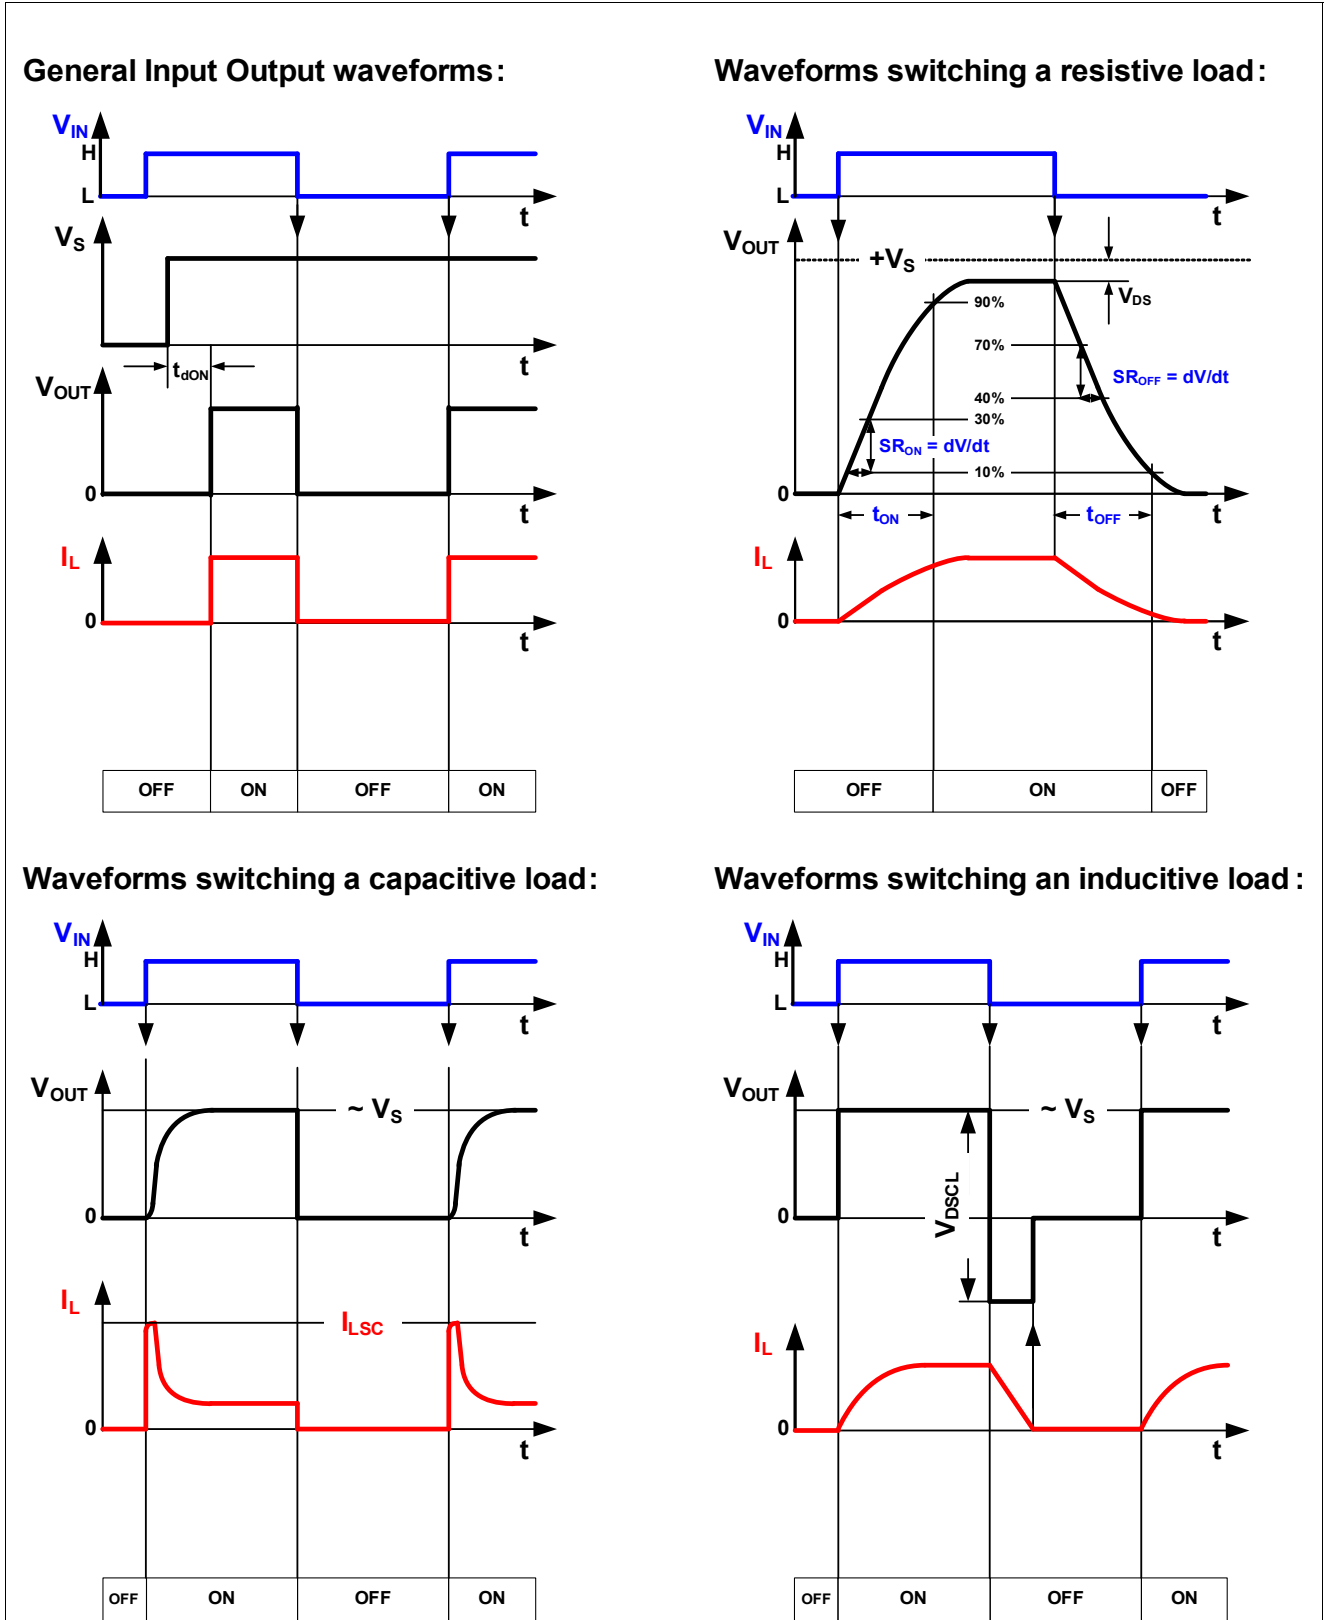 General Input Output waveforms:
VIN
H
L
t
VS
t
tdON
VOUT
0
t
IL
0
t
OFF ON OFF ON
Waveforms switching a resistive load:
VIN
H
L
t
VOUT
+VS
VDS
90%
70%
SROFF = dV/dt
40%
30%
SRON = dV/dt
10%
0
tON tOFF t
IL
0
t
OFF ON OFF
Waveforms switching a capacitive load:
VIN
H
L
t
VOUT
~ VS
0
t
IL
ILSC
0
t
OFF ON OFF ON
Waveforms switching an inducitive load:
VIN
H
L
t
VOUT
~ VS
VDSCL
0
t
IL
0
t
OFF ON OFF ON